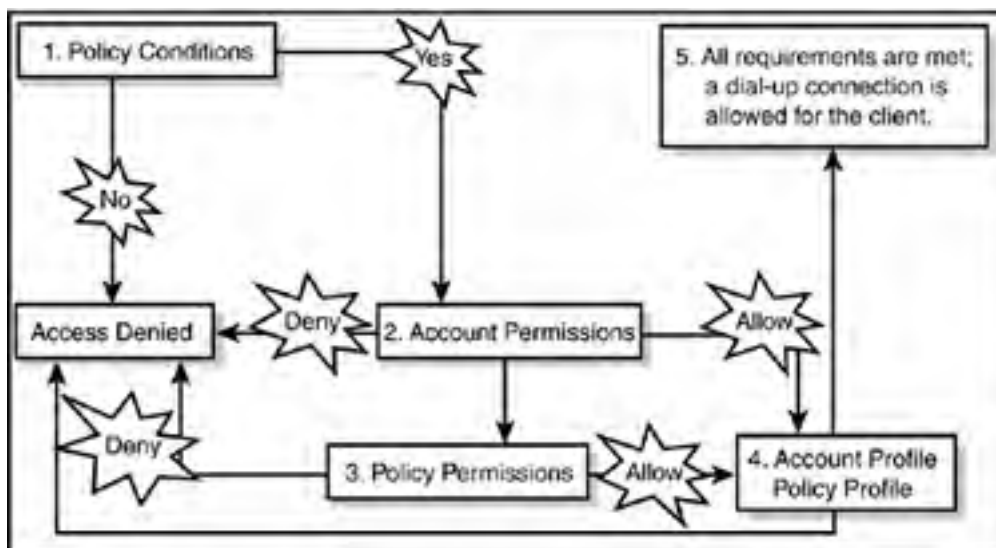 1. Policy Conditions
Yes
5. All requirements are met;
a dial-up connection is
allowed for the client.
No
Access Denied
Deny
2. Account Permissions
Allow
Deny
3. Policy Permissions
Allow
4. Account Profile
Policy Profile